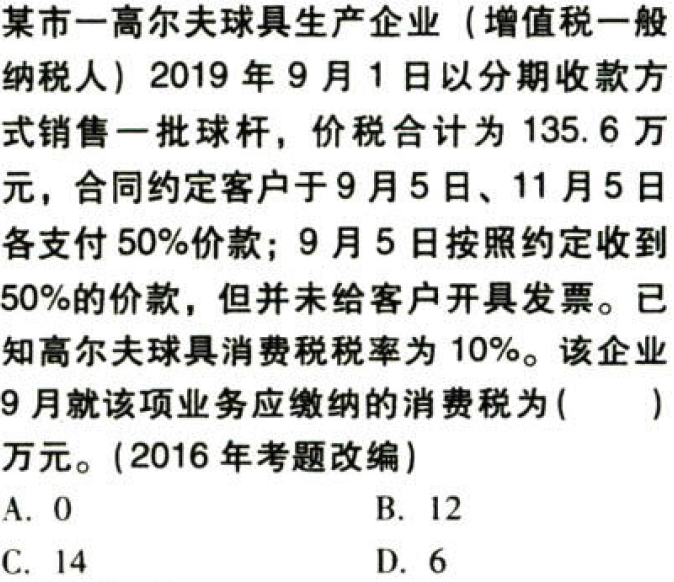 某市一高尔夫球具生产企业（增值税一般
纳税人）2019 年 9 月 1 日以分期收款方
式销售一批球杆，价税合计为 135.6 万
元，合同约定客户于 9 月 5 日、11 月 5 日
各支付 50%价款；9 月 5 日按照约定收到
50%的价款，但并未给客户开具发票。已
知高尔夫球具消费税税率为 10%。该企业
9 月就该项业务应缴纳的消费税为(　　)
万元。(2016 年考题改编)
A. 0　　B. 12
C. 14　　D. 6